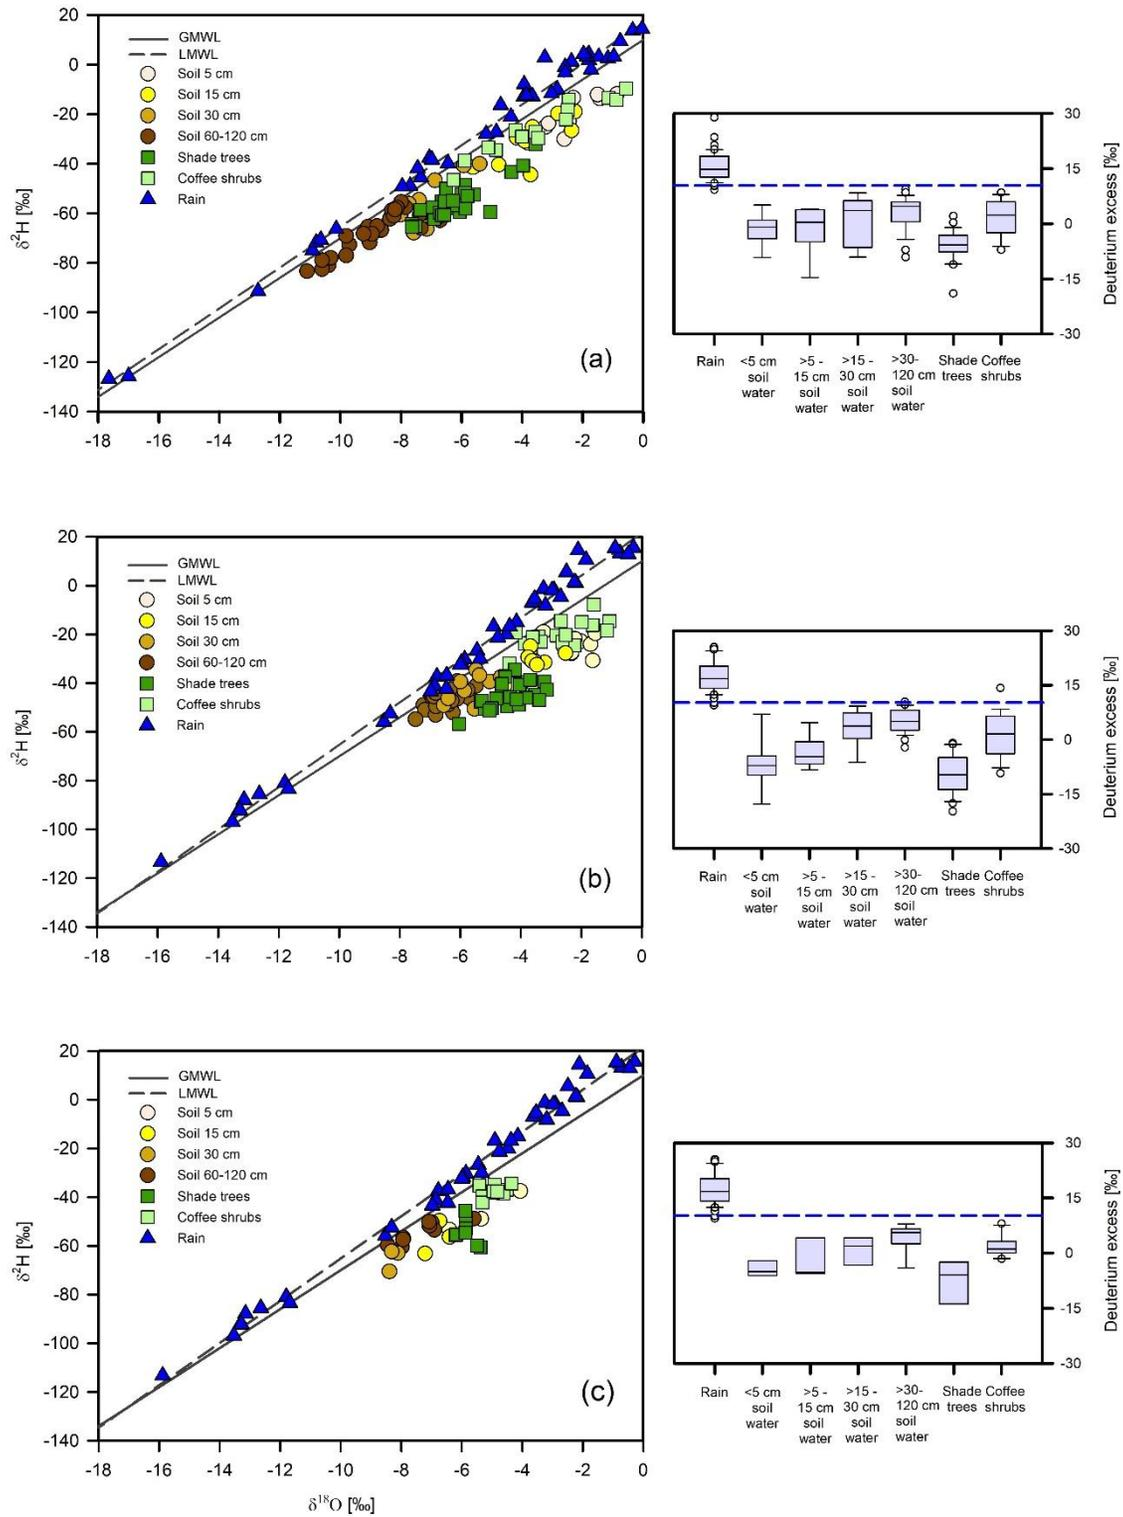 20
0
-20
-40
-60
-80
-100
-120
-140
δ²H [‰]
GMWL
LMWL
Soil 5 cm
Soil 15 cm
Soil 30 cm
Soil 60-120 cm
Shade trees
Coffee shrubs
Rain
(a)
-18 -16 -14 -12 -10 -8 -6 -4 -2 0
30
15
0
-15
-30
Deuterium excess [‰]
Rain
<5 cm
soil
water
>5 -
15 cm
soil
water
>15 -
30 cm
soil
water
>30-
120 cm
soil
water
Shade
trees
Coffee
shrubs
20
0
-20
-40
-60
-80
-100
-120
-140
δ²H [‰]
GMWL
LMWL
Soil 5 cm
Soil 15 cm
Soil 30 cm
Soil 60-120 cm
Shade trees
Coffee shrubs
Rain
(b)
-18 -16 -14 -12 -10 -8 -6 -4 -2 0
30
15
0
-15
-30
Deuterium excess [‰]
Rain
<5 cm
soil
water
>5 -
15 cm
soil
water
>15 -
30 cm
soil
water
>30-
120 cm
soil
water
Shade
trees
Coffee
shrubs
20
0
-20
-40
-60
-80
-100
-120
-140
δ²H [‰]
GMWL
LMWL
Soil 5 cm
Soil 15 cm
Soil 30 cm
Soil 60-120 cm
Shade trees
Coffee shrubs
Rain
(c)
-18 -16 -14 -12 -10 -8 -6 -4 -2 0
δ¹⁸O [‰]
30
15
0
-15
-30
Deuterium excess [‰]
Rain
<5 cm
soil
water
>5 -
15 cm
soil
water
>15 -
30 cm
soil
water
>30-
120 cm
soil
water
Shade
trees
Coffee
shrubs